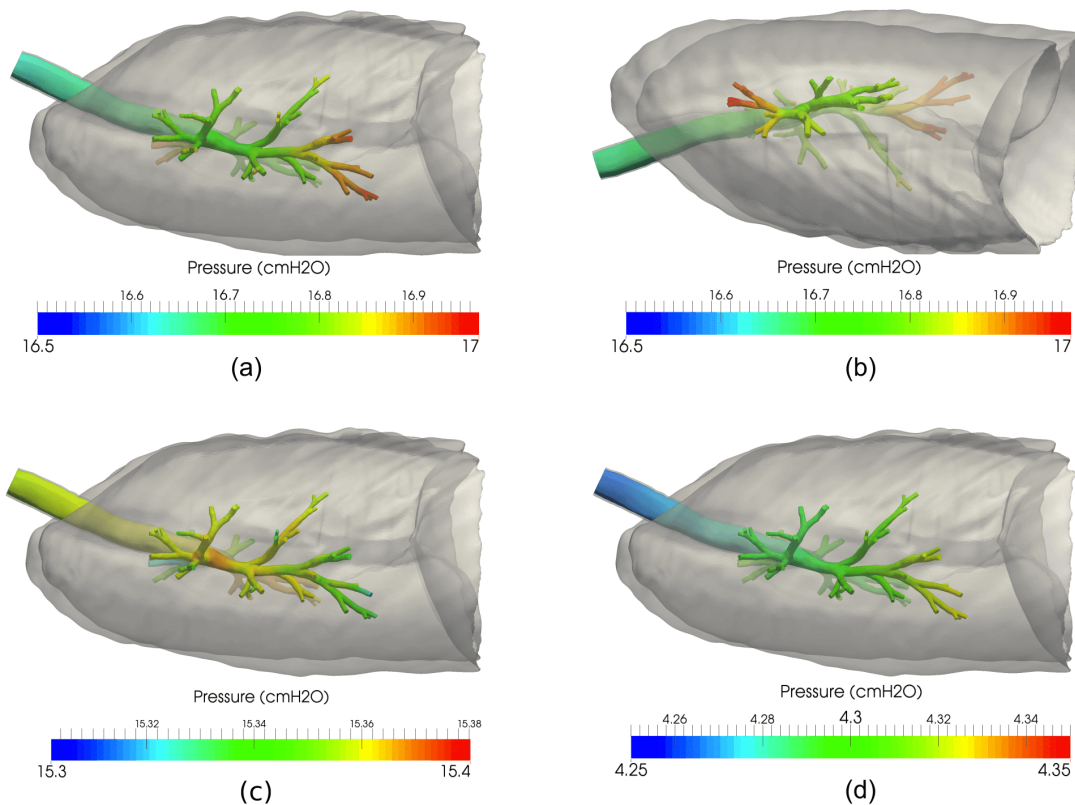 Pressure (cmH2O)
16.6 16.7 16.8 16.9
16.5 17
(a)
Pressure (cmH2O)
16.6 16.7 16.8 16.9
16.5 17
(b)
Pressure (cmH2O)
15.32 15.34 15.36 15.38
15.3 15.4
(c)
Pressure (cmH2O)
4.26 4.28 4.3 4.32 4.34
4.25 4.35
(d)